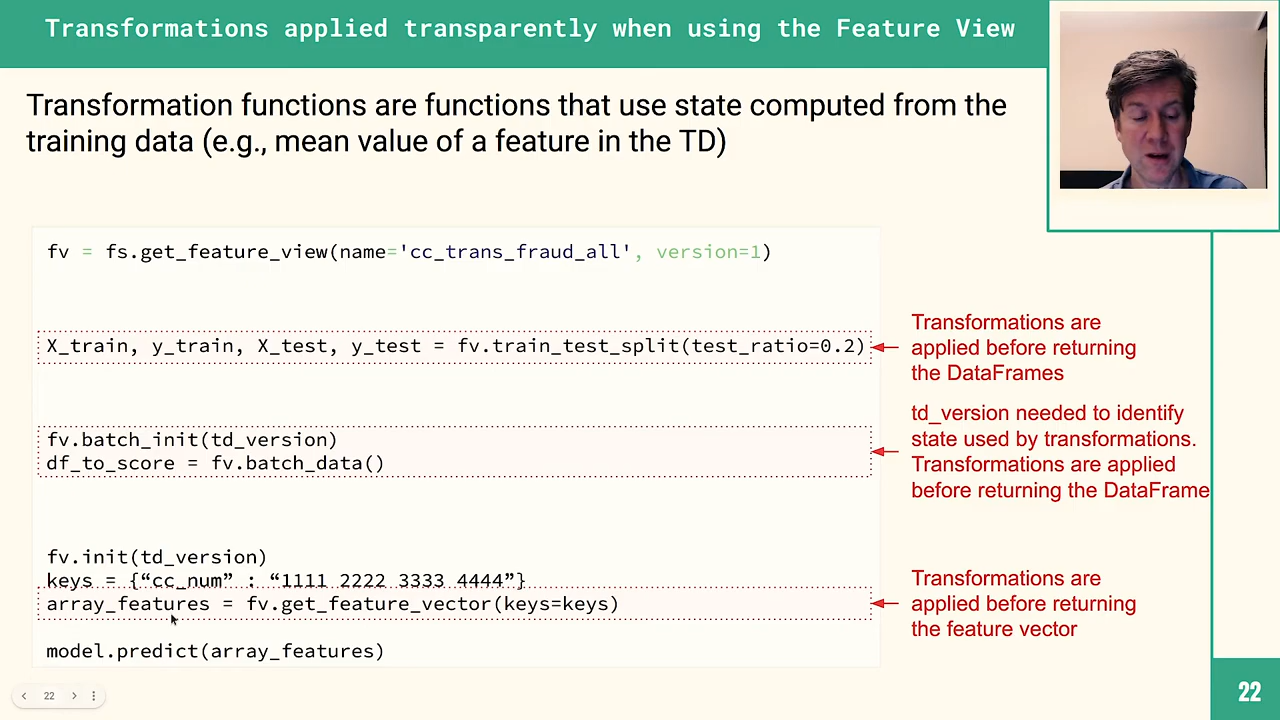 Transformations applied transparently when using the Feature View
Transformation functions are functions that use state computed from the
training data (e.g., mean value of a feature in the TD)
fv = fs.get_feature_view(name='cc_trans_fraud_all', version=1)
X_train, y_train, X_test, y_test = fv.train_test_split(test_ratio=0.2)
Transformations are
applied before returning
the DataFrames
fv.batch_init(td_version)
df_to_score = fv.batch_data()
td_version needed to identify
state used by transformations.
Transformations are applied
before returning the DataFrame
fv.init(td_version)
keys = {“cc_num” : “1111 2222 3333 4444”}
array_features = fv.get_feature_vector(keys=keys)
model.predict(array_features)
Transformations are
applied before returning
the feature vector
22
22